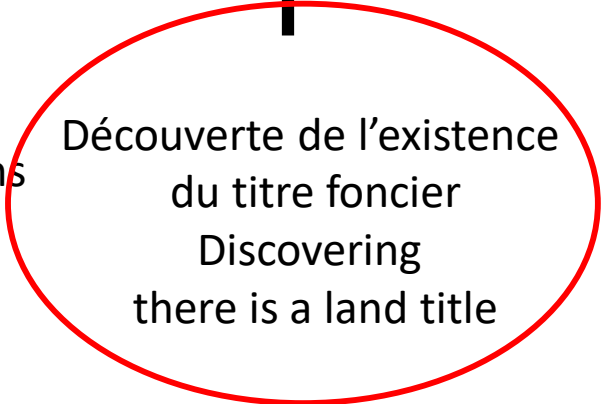 Découverte de l’existence
du titre foncier
Discovering
there is a land title